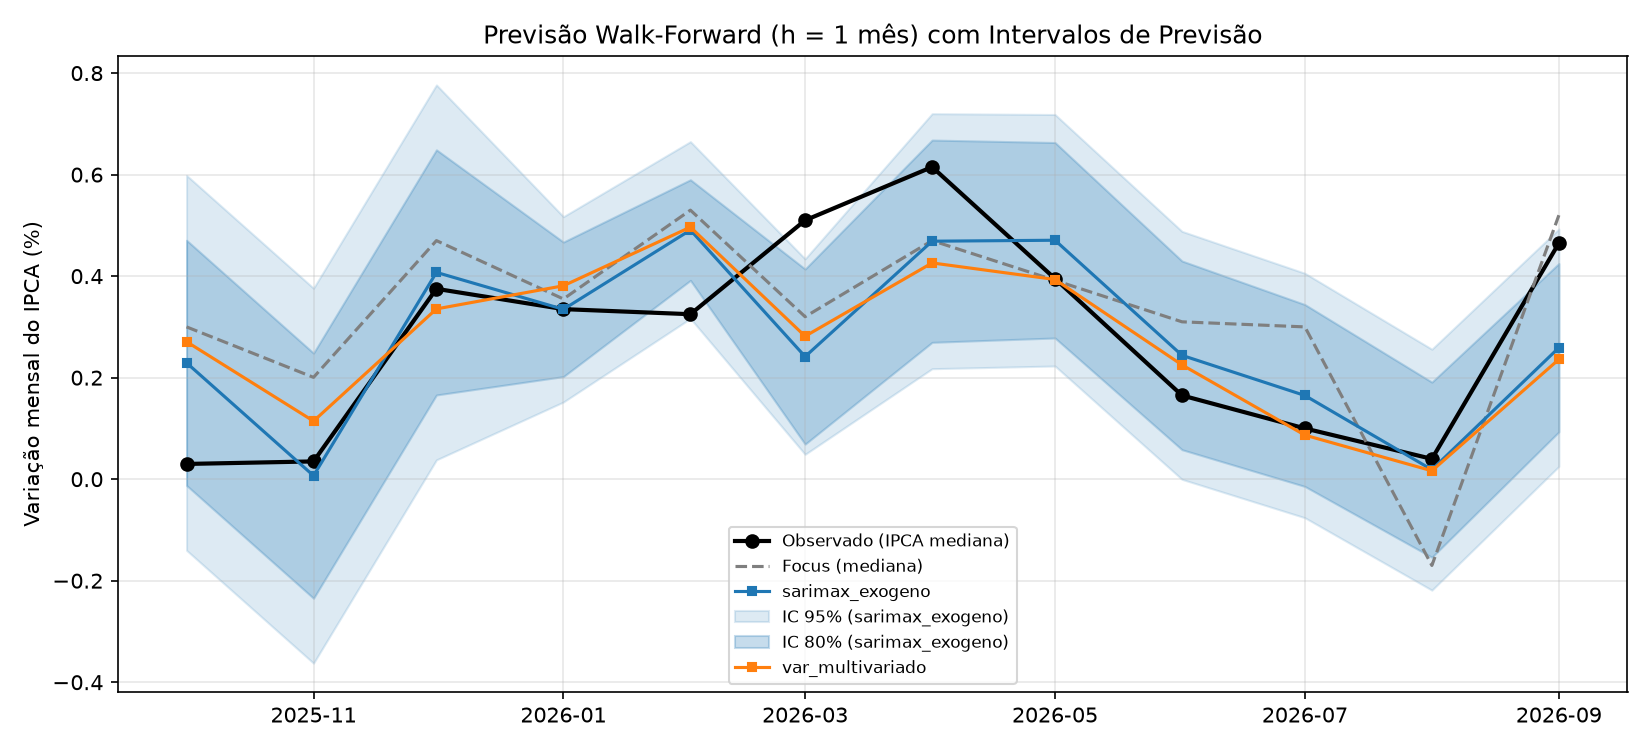 Previsão Walk-Forward (h = 1 mês) com Intervalos de Previsão
Variação mensal do IPCA (%)
0.8
0.6
0.4
0.2
0.0
−0.2
−0.4
Observado (IPCA mediana)
Focus (mediana)
sarimax_exogeno
IC 95% (sarimax_exogeno)
IC 80% (sarimax_exogeno)
var_multivariado
2025-11
2026-01
2026-03
2026-05
2026-07
2026-09